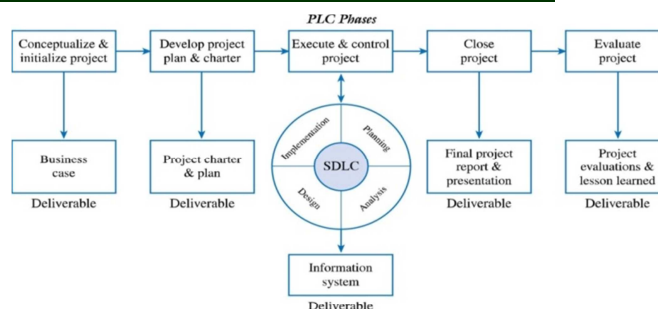 PLC Phases
Conceptualize &
initialize project
Develop project
plan & charter
Execute & control
project
Close
project
Evaluate
project
Implementation
Planning
SDLC
Design
Analysis
Business
case
Deliverable
Project charter
& plan
Deliverable
Final project
report &
presentation
Deliverable
Project
evaluations &
lesson learned
Deliverable
Information
system
Deliverable